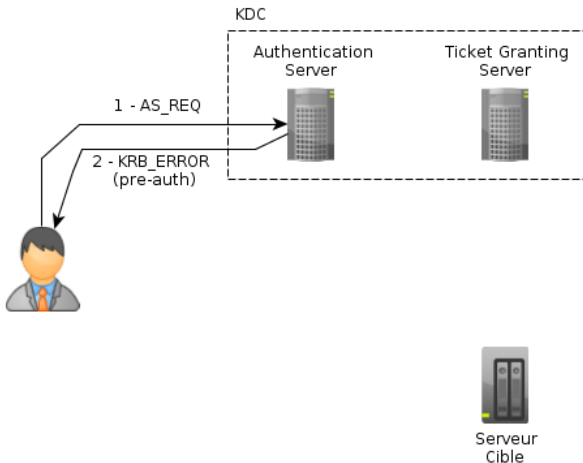 KDC
Authentication
Server
Ticket Granting
Server
1 - AS_REQ
2 - KRB_ERROR
(pre-auth)
Serveur
Cible